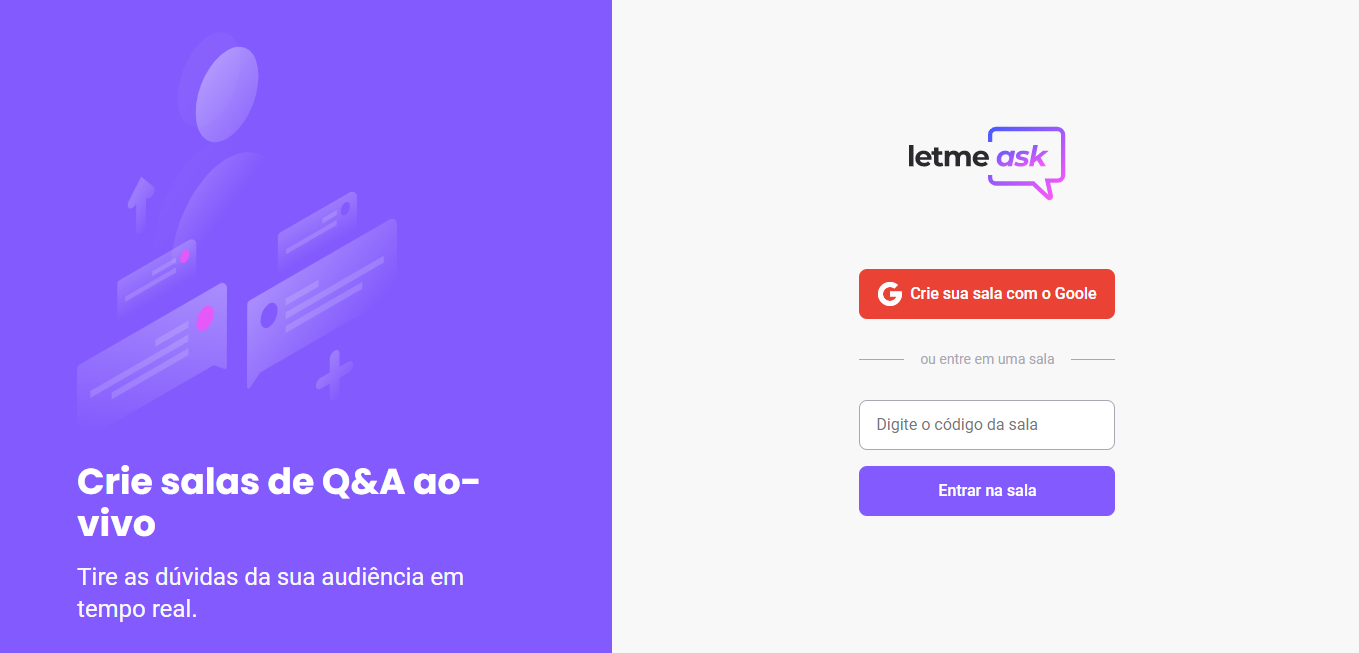 Crie salas de Q&A ao-
vivo
Tire as dúvidas da sua audiência em
tempo real.
letme ask
Crie sua sala com o Goole
ou entre em uma sala
Digite o código da sala
Entrar na sala